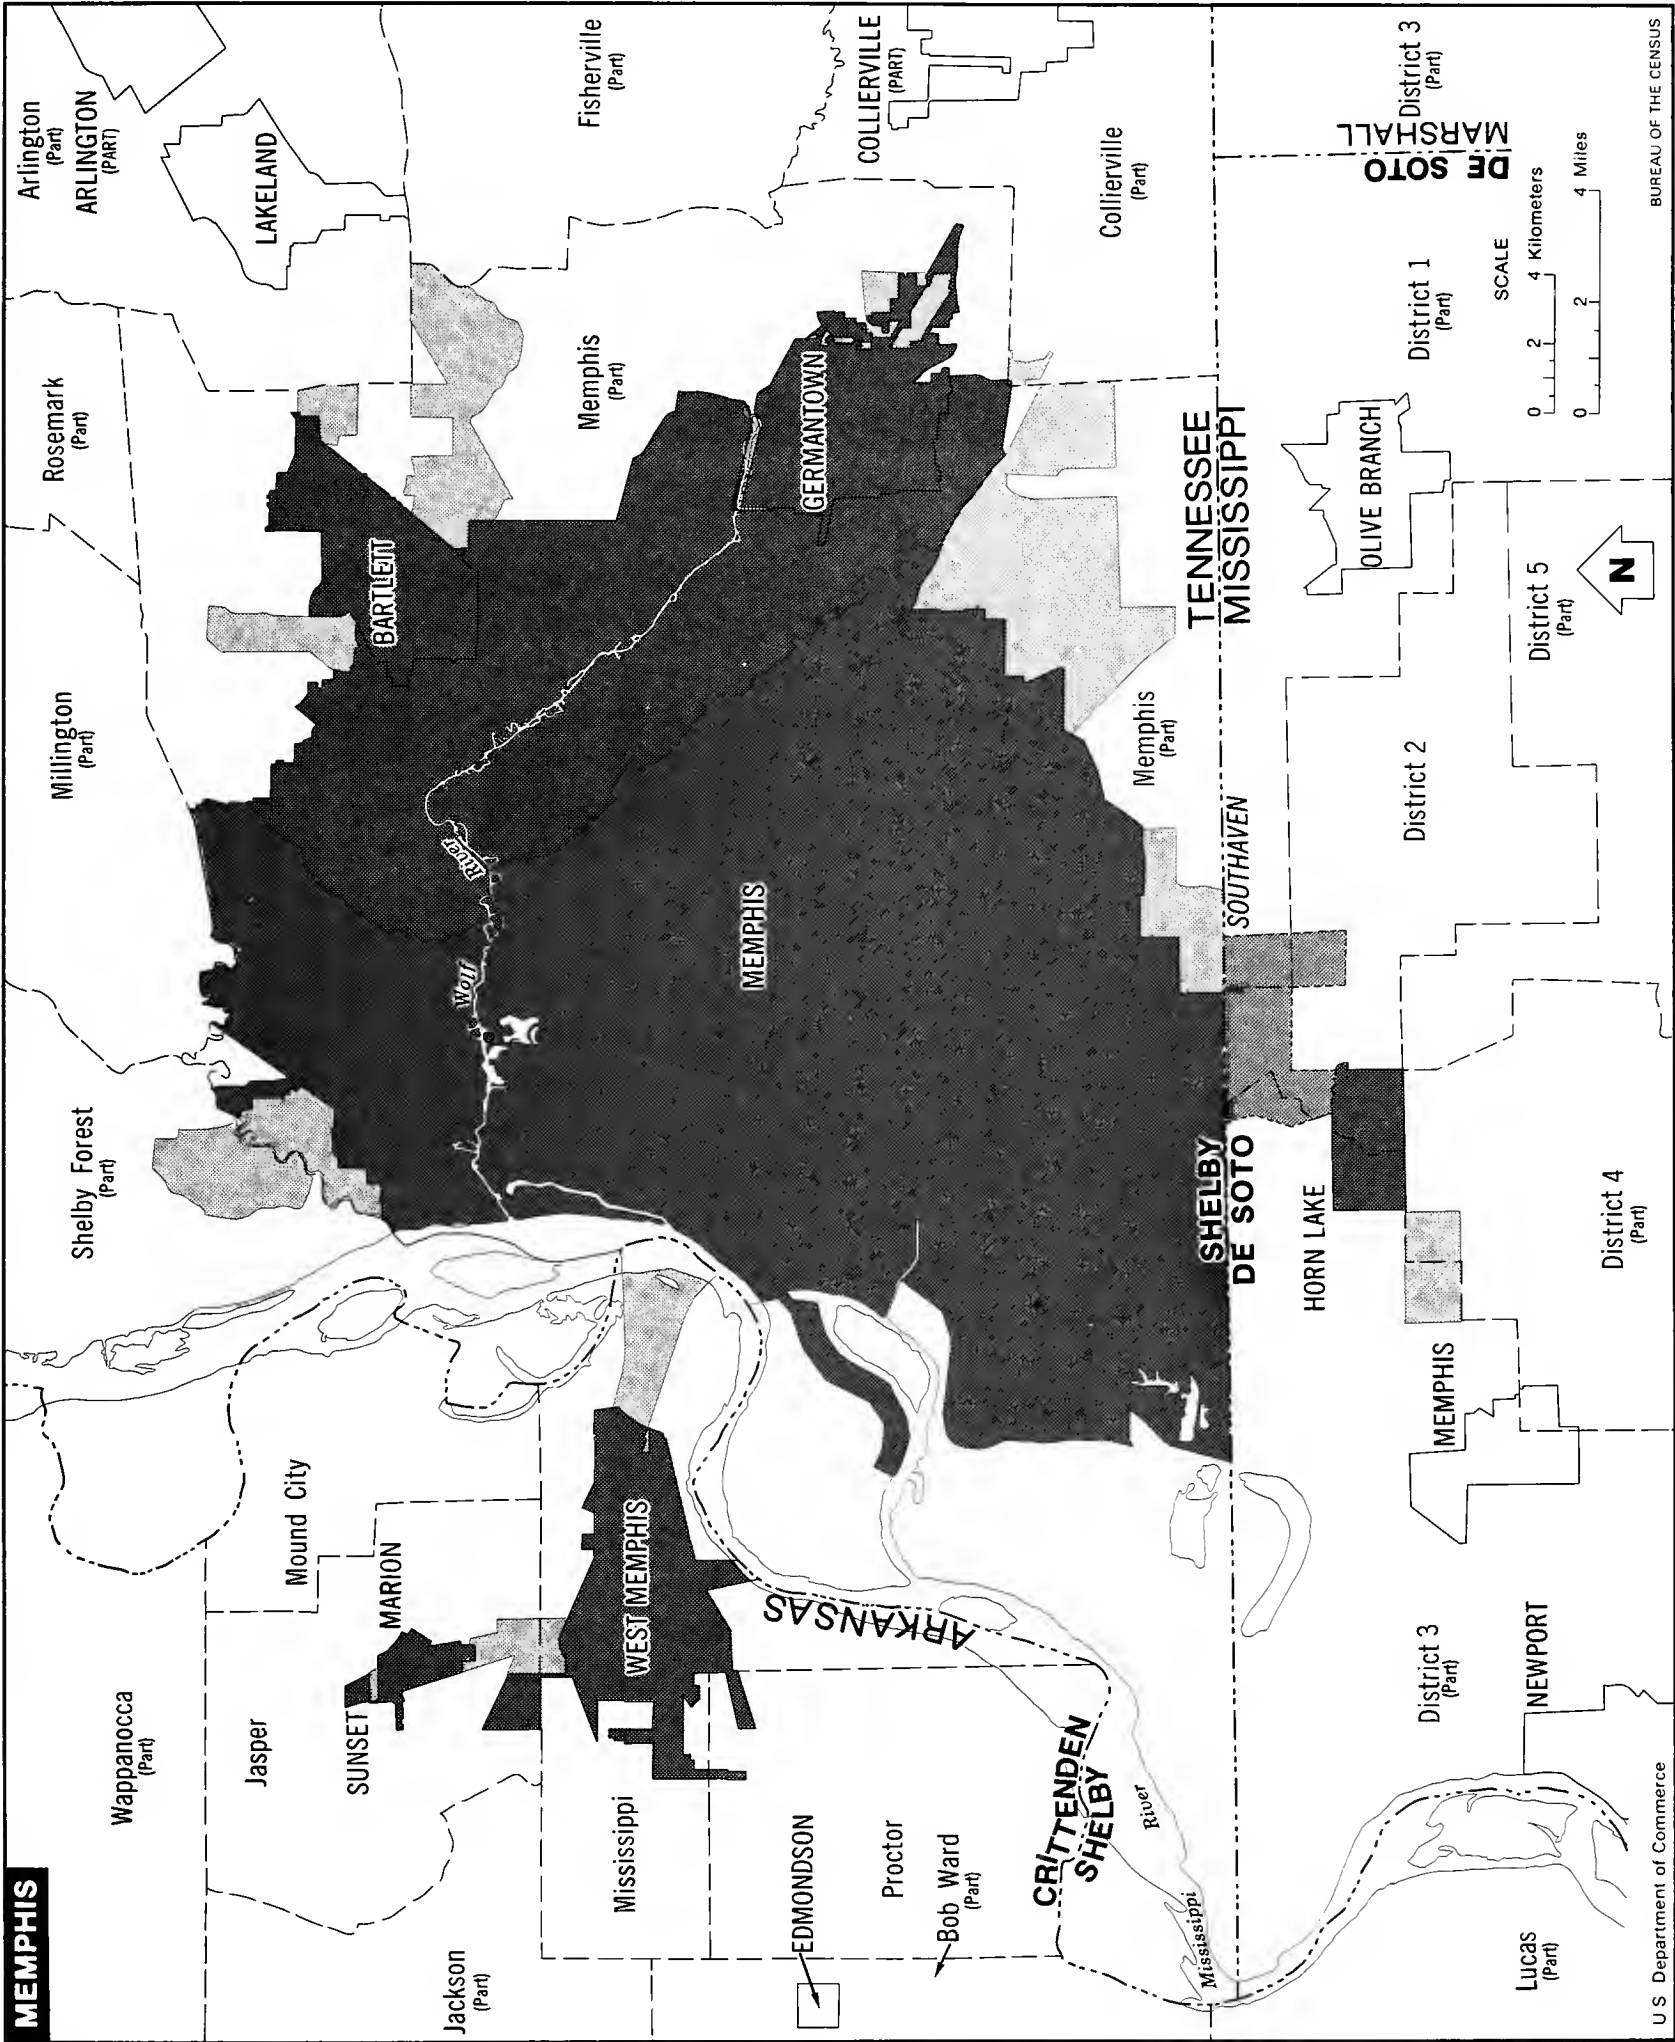 MEMPHIS
Wappanocca
(Part)
Shelby Forest
(Part)
Millington
(Part)
Rosemark
(Part)
Arlington
(Part)
ARLINGTON
(PART)
LAKELAND
Jasper
Mound City
SUNSET
MARION
BARTLETT
Jackson
(Part)
Mississippi
WEST MEMPHIS
Wolf
River
Memphis
(Part)
Fisherville
(Part)
EDMONDSON
Proctor
Bob Ward
(Part)
ARKANSAS
MEMPHIS
GERMANTOWN
COLLIERVILLE
(PART)
CRITTENDEN
SHELBY
River
Mississippi
Memphis
(Part)
Collierville
(Part)
SHELBY
DE SOTO
SOUTHAVEN
TENNESSEE
MISSISSIPPI
HORN LAKE
OLIVE BRANCH
DE SOTO
MARSHALL
MEMPHIS
District 2
District 1
(Part)
District 3
(Part)
District 3
(Part)
NEWPORT
Lucas
(Part)
District 4
(Part)
District 5
(Part)
N
SCALE
0 2 4 Kilometers
0 2 4 Miles
U S Department of Commerce
BUREAU OF THE CENSUS